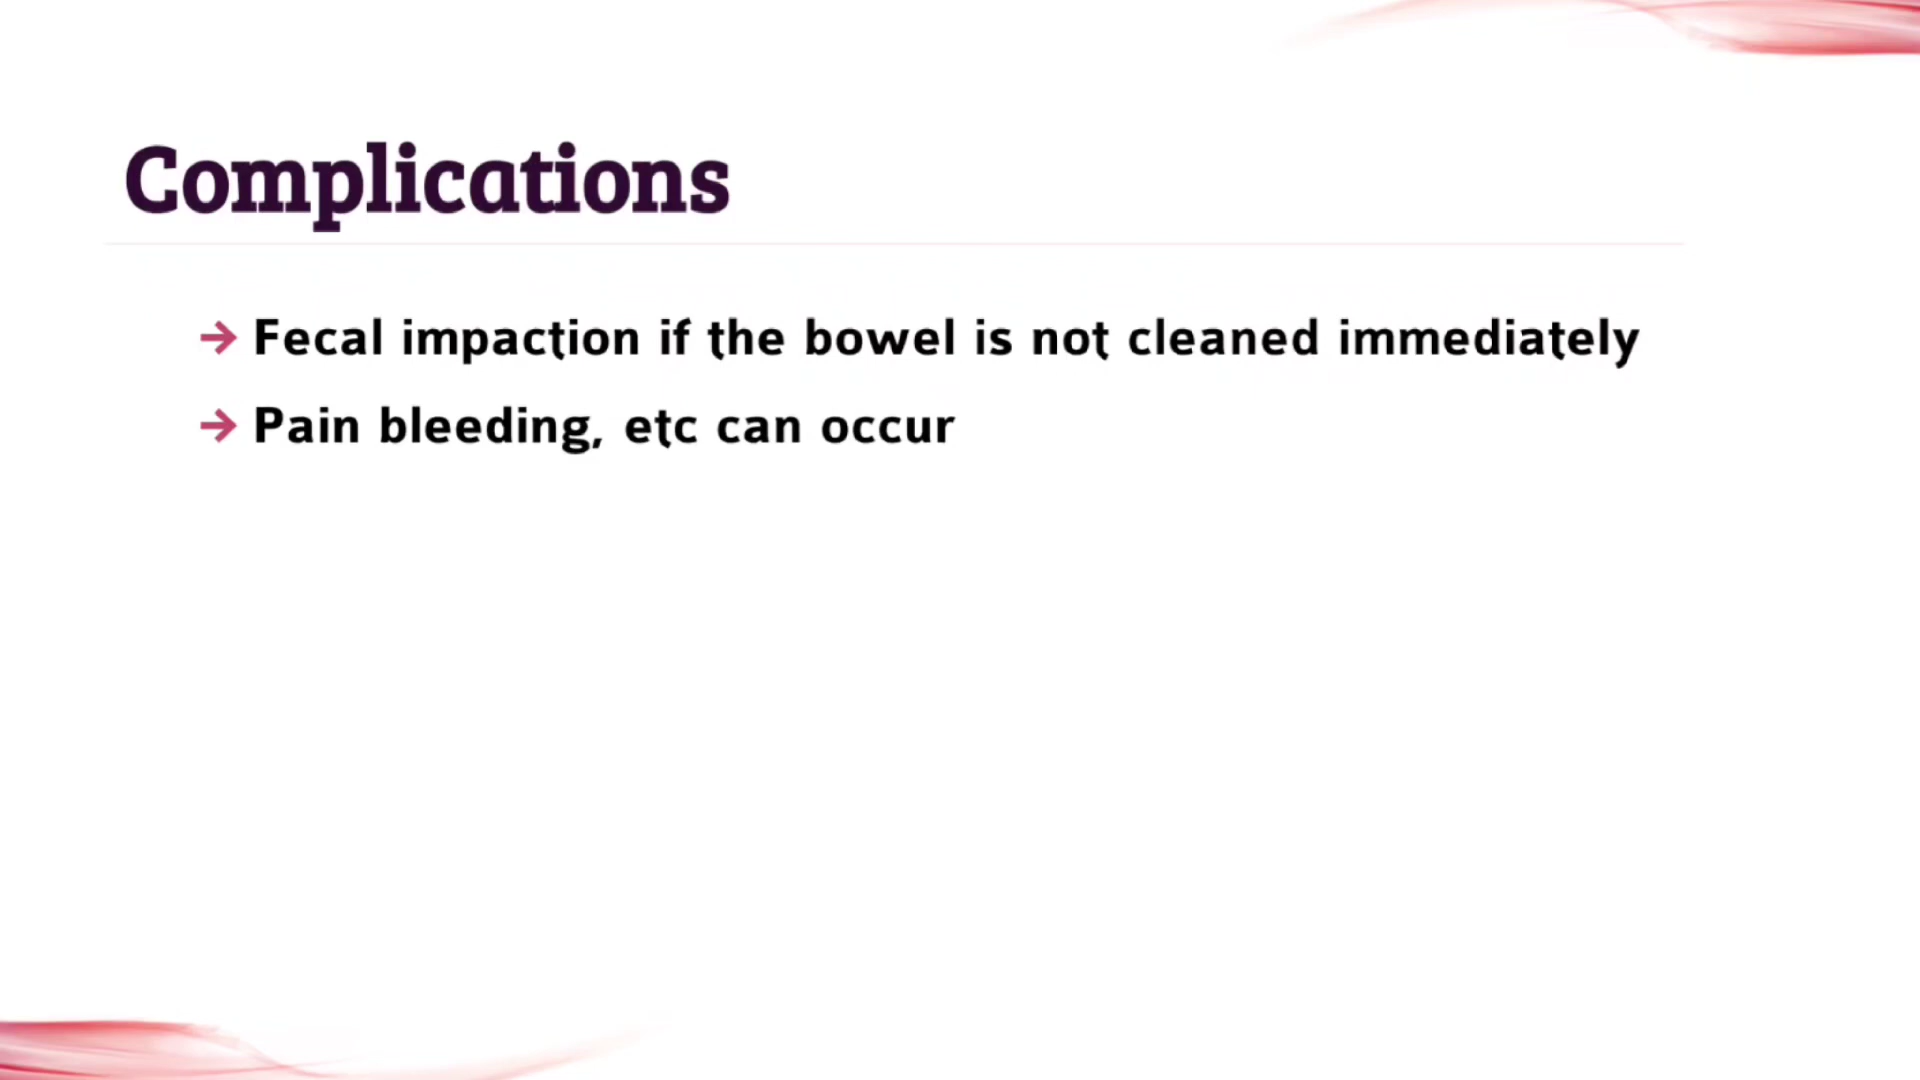 Complications
→ Fecal impaction if the bowel is not cleaned immediately
→ Pain bleeding, etc can occur